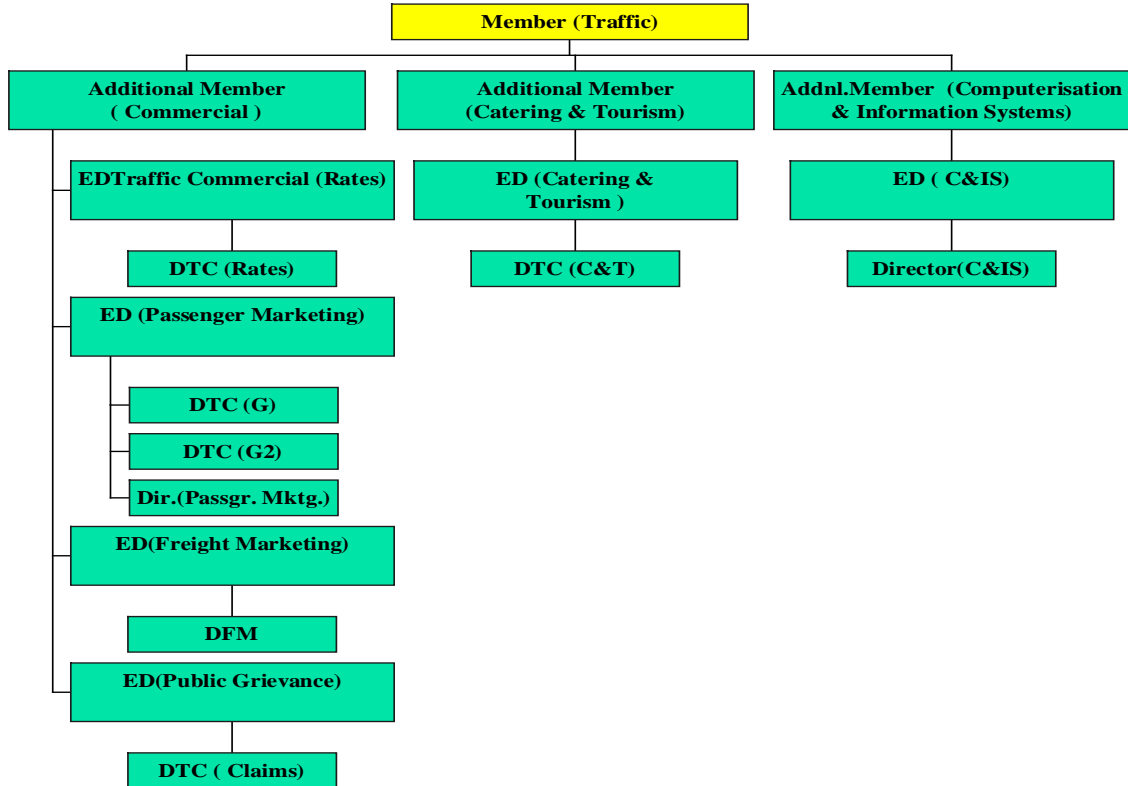 Member (Traffic)
Additional Member
( Commercial )
Additional Member
(Catering & Tourism)
Addnl.Member (Computerisation
& Information Systems)
EDTraffic Commercial (Rates)
ED (Catering &
Tourism )
ED ( C&IS)
DTC (Rates)
DTC (C&T)
Director(C&IS)
ED (Passenger Marketing)
DTC (G)
DTC (G2)
Dir.(Passgr. Mktg.)
ED(Freight Marketing)
DFM
ED(Public Grievance)
DTC ( Claims)